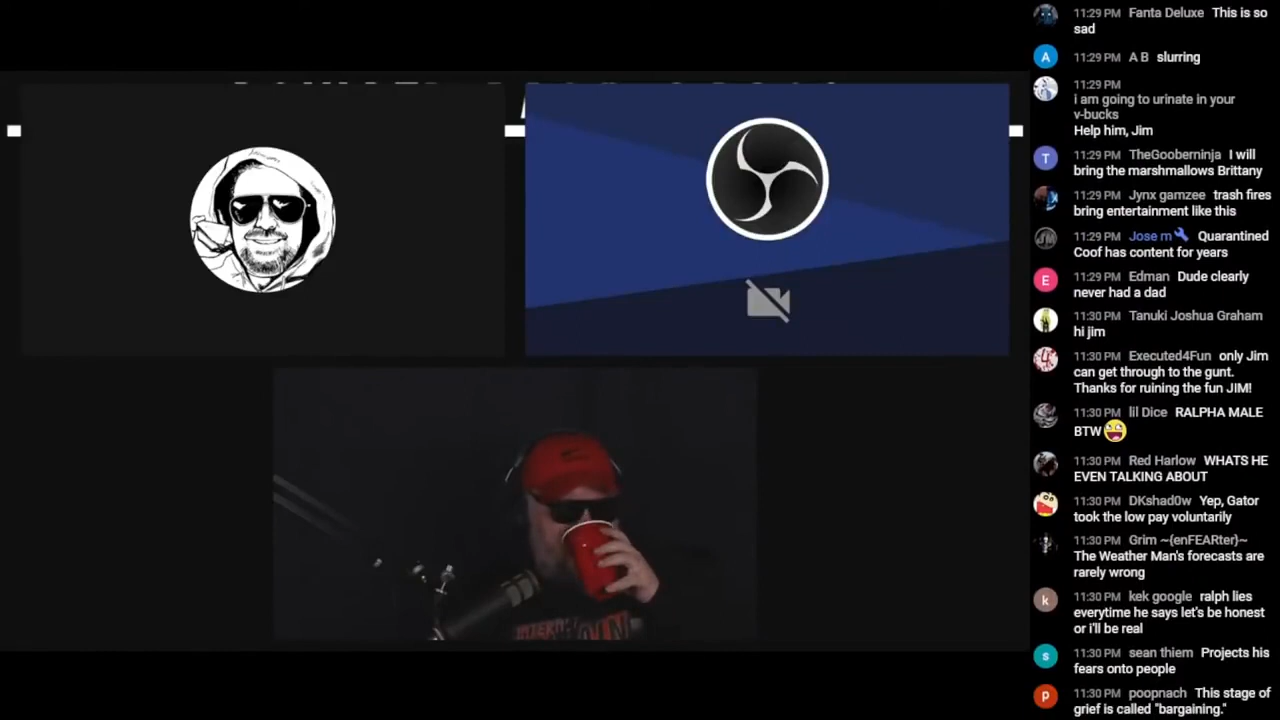 11:29 PM Fanta Deluxe This is so
sad
11:29 PM A B slurring
11:29 PM
i am going to urinate in your
v-bucks
Help him, Jim
11:29 PM TheGooberninja I will
bring the marshmallows Brittany
11:29 PM Jynx gamzee trash fires
bring entertainment like this
11:29 PM Jose m Quarantined
Coof has content for years
11:29 PM Edman Dude clearly
never had a dad
11:30 PM Tanuki Joshua Graham
hi jim
11:30 PM Executed4Fun only Jim
can get through to the gunt.
Thanks for ruining the fun JIM!
11:30 PM lil Dice RALPHA MALE
BTW
11:30 PM Red Harlow WHATS HE
EVEN TALKING ABOUT
11:30 PM DKshad0w Yep, Gator
took the low pay voluntarily
11:30 PM Grim ~(enFEARter)~
The Weather Man's forecasts are
rarely wrong
11:30 PM kek google ralph lies
everytime he says let's be honest
or i'll be real
11:30 PM sean thiem Projects his
fears onto people
11:30 PM poopnach This stage of
grief is called "bargaining."
A
T
E
k
s
p